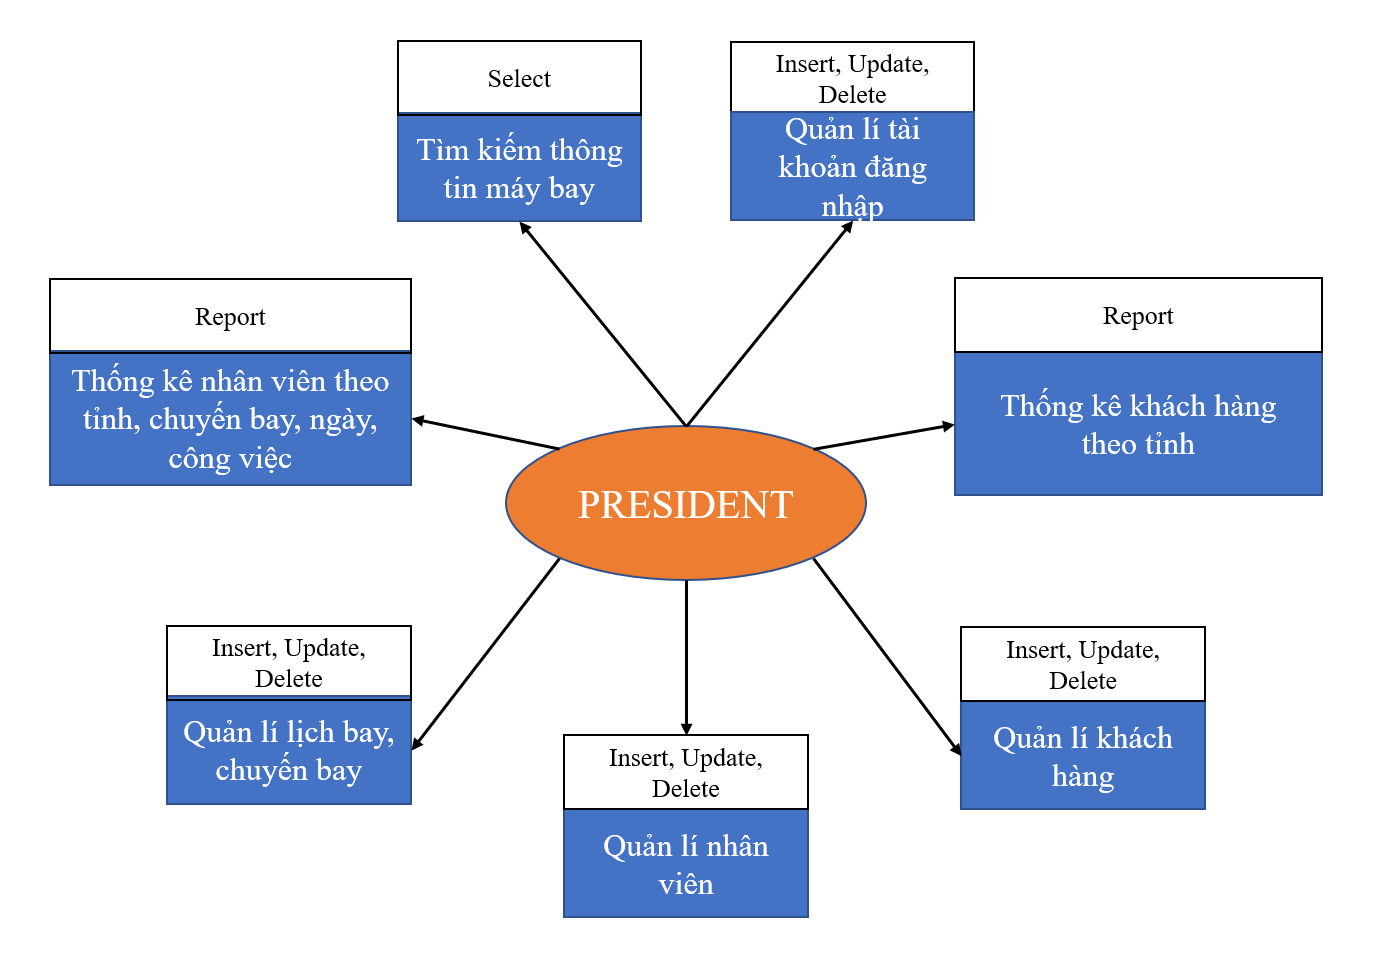 Select
Tìm kiếm thông
tin máy bay
Insert, Update,
Delete
Quản lí tài
khoản đăng
nhập
Report
Thống kê nhân viên theo
tỉnh, chuyến bay, ngày,
công việc
Report
Thống kê khách hàng
theo tỉnh
PRESIDENT
Insert, Update,
Delete
Quản lí lịch bay,
chuyến bay
Insert, Update,
Delete
Quản lí nhân
viên
Insert, Update,
Delete
Quản lí khách
hàng